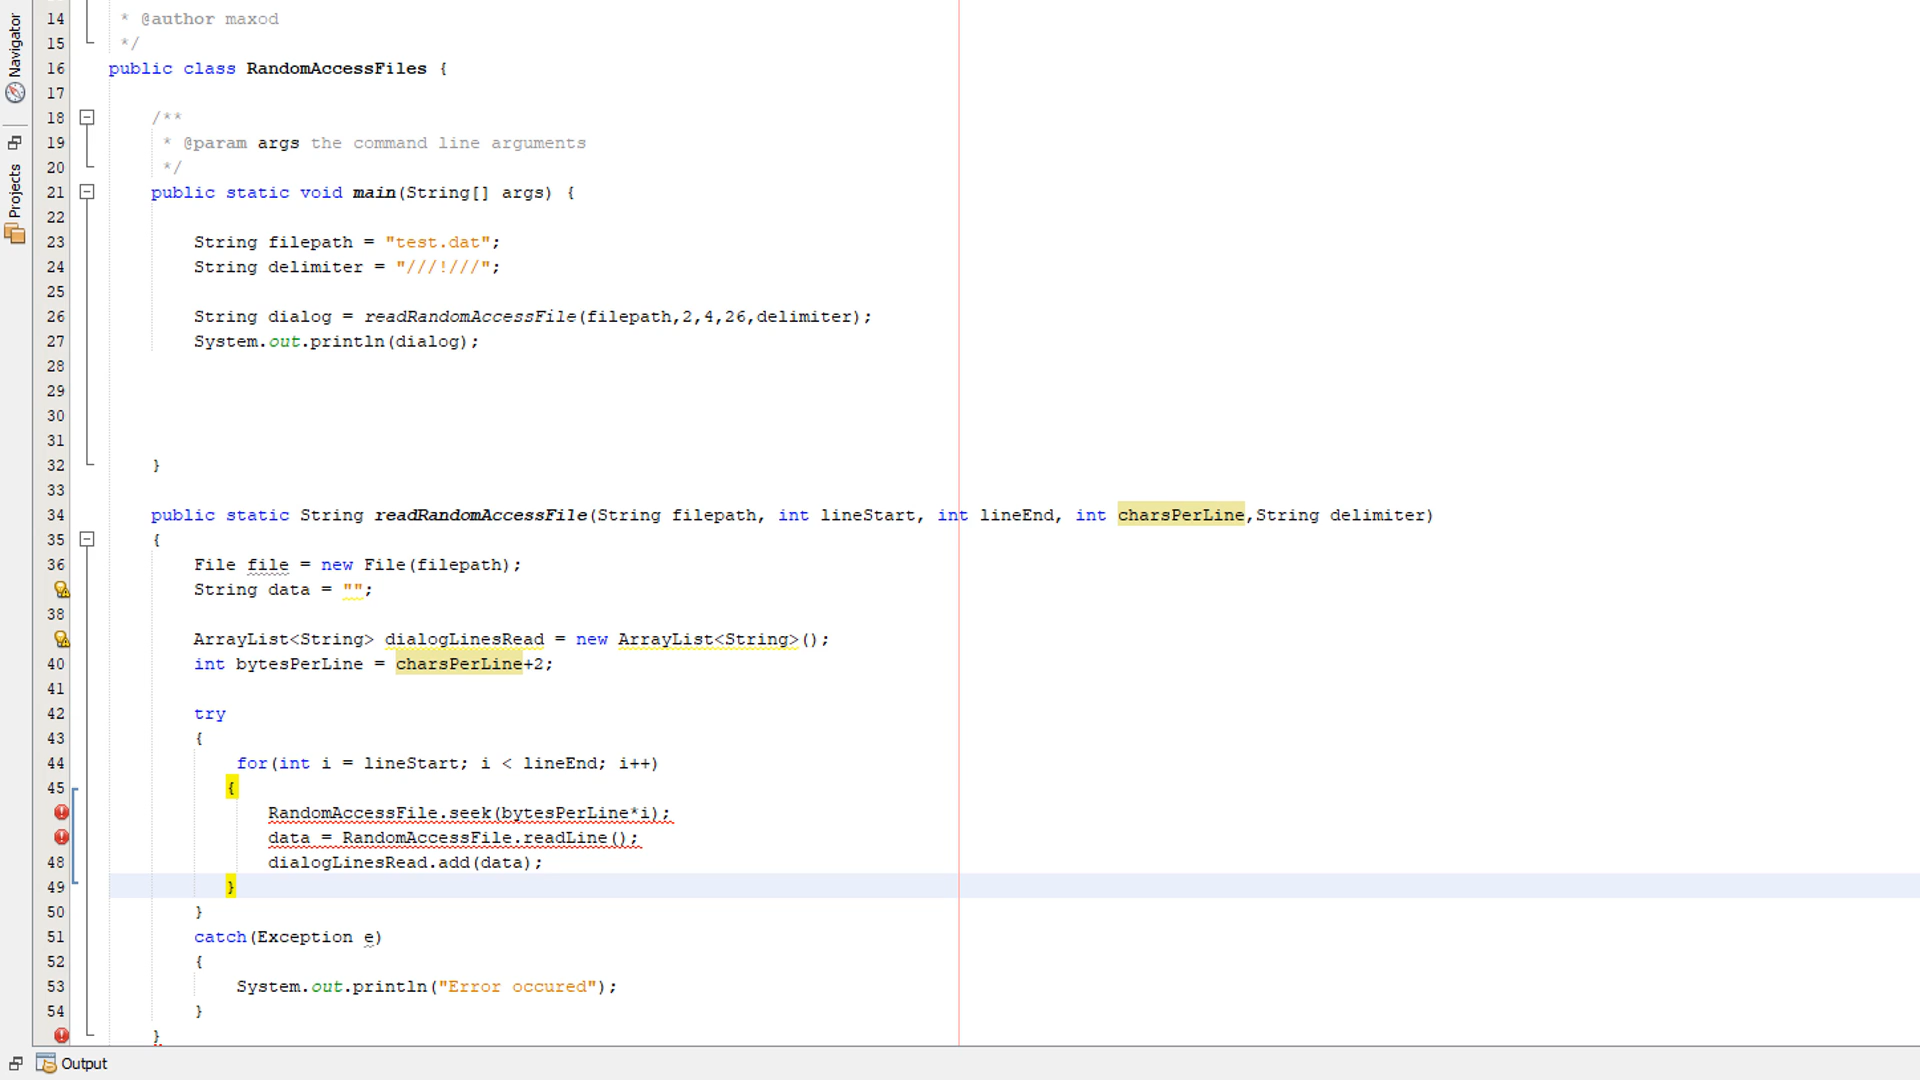 Navigator
Projects
14 * @author maxod
15 */
16 public class RandomAccessFiles {
17
18 /**
19 * @param args the command line arguments
20 */
21 public static void main(String[] args) {
22
23 String filepath = "test.dat";
24 String delimiter = "///!///";
25
26 String dialog = readRandomAccessFile(filepath,2,4,26,delimiter);
27 System.out.println(dialog);
28
29
30
31
32 }
33
34 public static String readRandomAccessFile(String filepath, int lineStart, int lineEnd, int charsPerLine,String delimiter)
35 {
36 File file = new File(filepath);
String data = "";
38
ArrayList<String> dialogLinesRead = new ArrayList<String>();
40 int bytesPerLine = charsPerLine+2;
41
42 try
43 {
44 for(int i = lineStart; i < lineEnd; i++)
45 {
RandomAccessFile.seek(bytesPerLine*i);
data = RandomAccessFile.readLine();
48 dialogLinesRead.add(data);
49 }
50 }
51 catch(Exception e)
52 {
53 System.out.println("Error occured");
54 }
}
Output